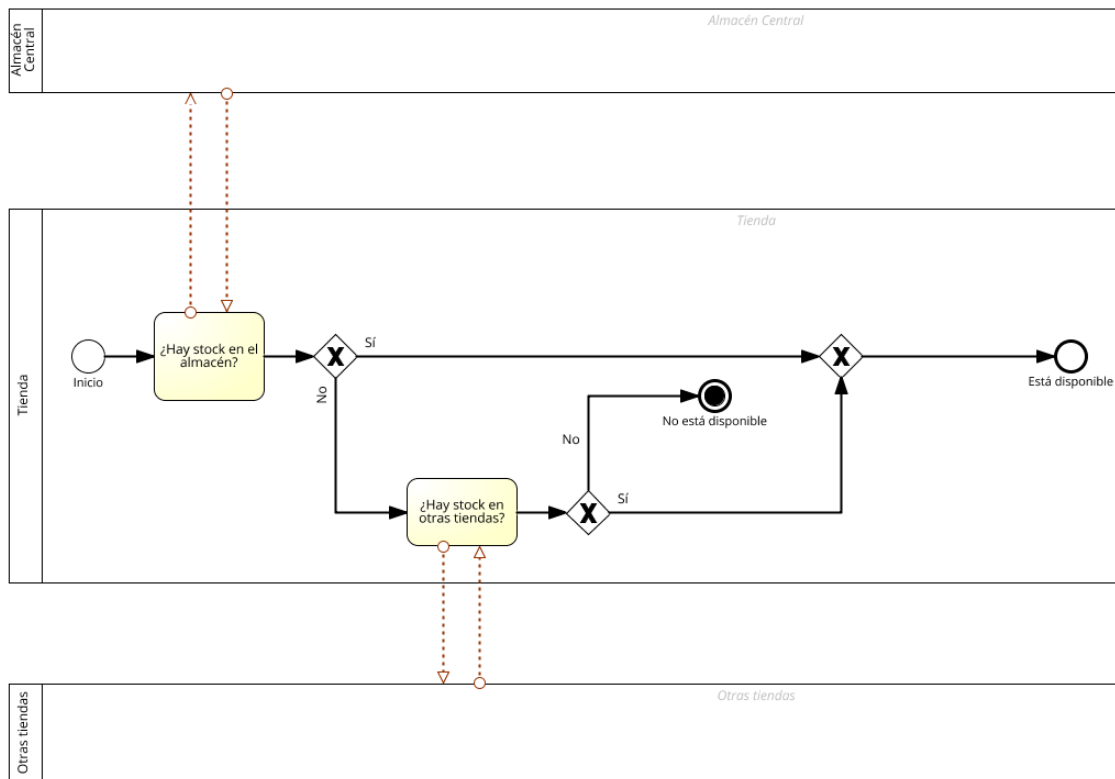 Almacén
Central
Almacén Central
Tienda
Tienda
¿Hay stock en el
almacén?
Inicio
Sí
No
Está disponible
No está disponible
No
¿Hay stock en
otras tiendas?
Sí
Otras tiendas
Otras tiendas